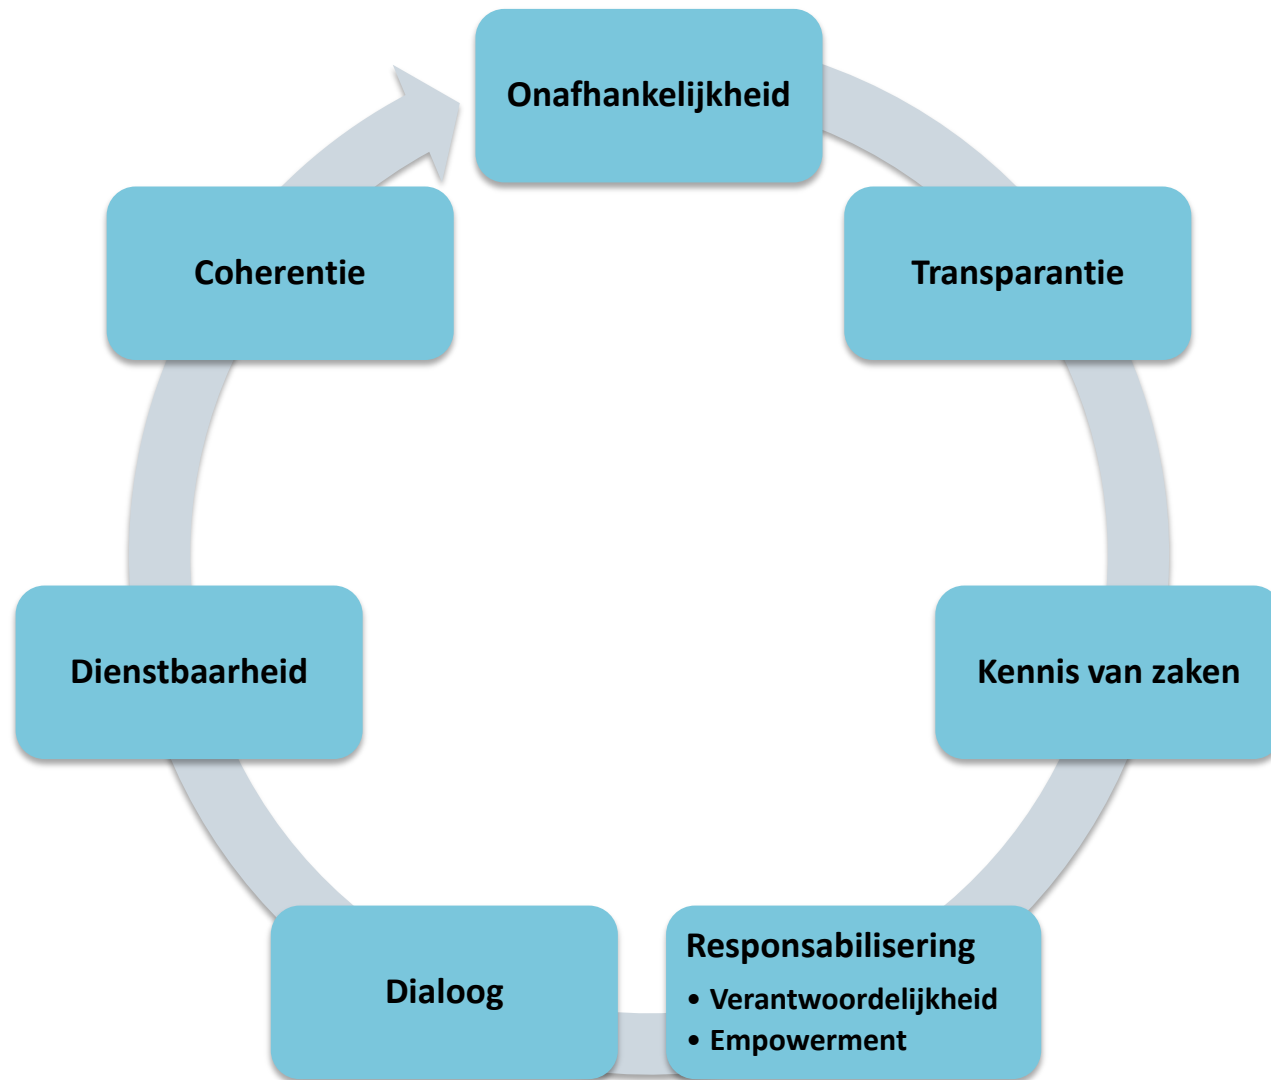 Onafhankelijkheid
Transparantie
Kennis van zaken
Responsabilisering
• Verantwoordelijkheid
• Empowerment
Dialoog
Dienstbaarheid
Coherentie